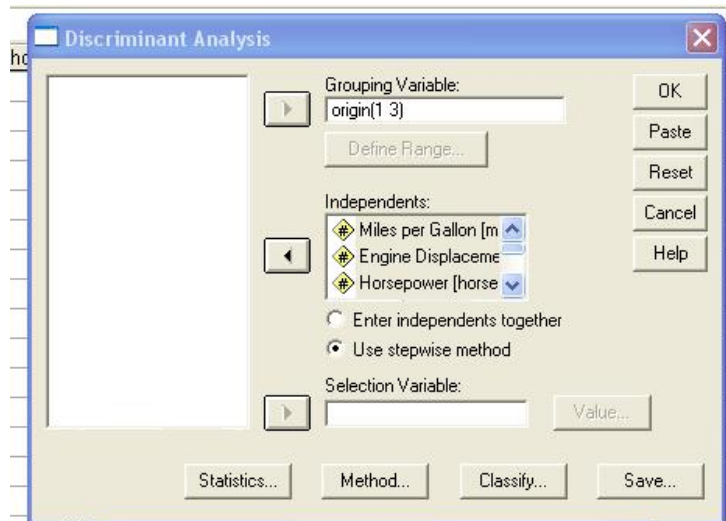 Discriminant Analysis
Grouping Variable:
origin(1 3)
Define Range...
Independents:
Miles per Gallon [m
Engine Displaceme
Horsepower [horse
Enter independents together
Use stepwise method
Selection Variable:
Value...
OK
Paste
Reset
Cancel
Help
Statistics...
Method...
Classify...
Save...